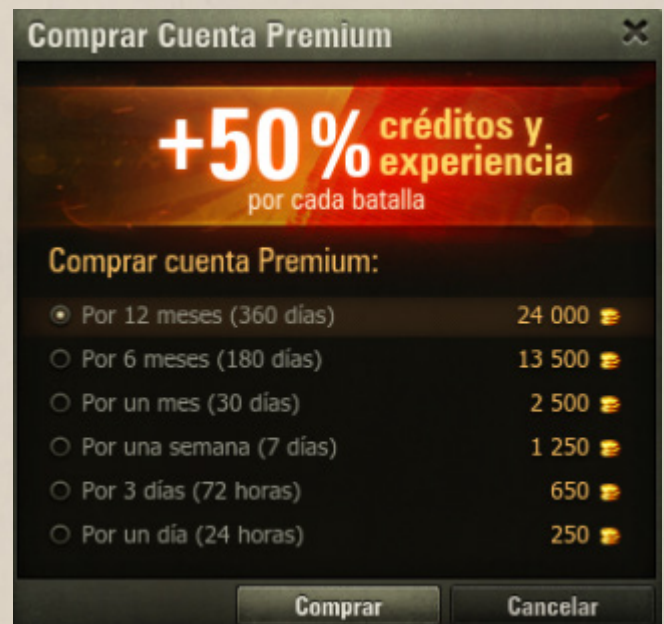 Comprar Cuenta Premium
+50% créditos y
experiencia
por cada batalla
Comprar cuenta Premium:
Por 12 meses (360 días) 24 000
Por 6 meses (180 días) 13 500
Por un mes (30 días) 2 500
Por una semana (7 días) 1 250
Por 3 días (72 horas) 650
Por un día (24 horas) 250
Comprar Cancelar